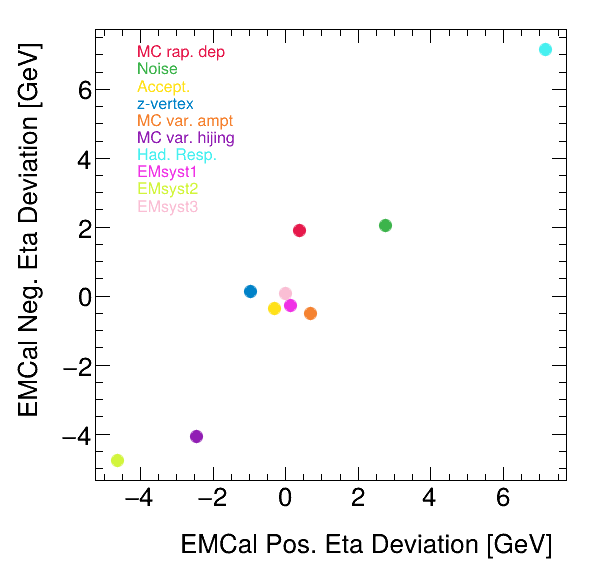 EMCal Neg. Eta Deviation [GeV]
MC rap. dep
Noise
Accept.
z-vertex
MC var. ampt
MC var. hijing
Had. Resp.
EMsyst1
EMsyst2
EMsyst3
6
4
2
0
−2
−4
−4 −2 0 2 4 6
EMCal Pos. Eta Deviation [GeV]